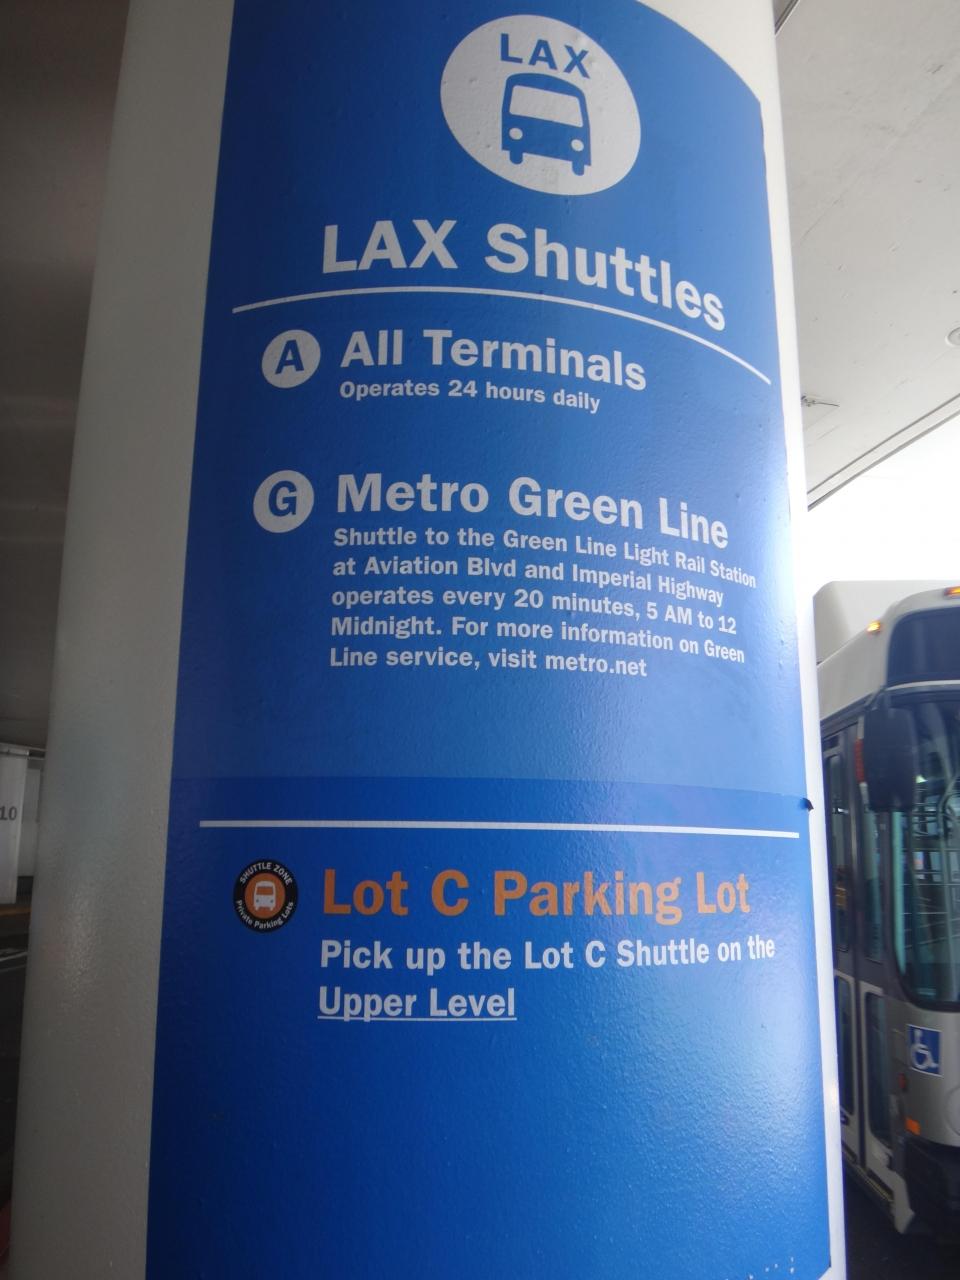 LAX
LAX Shuttles
A All Terminals
Operates 24 hours daily
G Metro Green Line
Shuttle to the Green Line Light Rail Station
at Aviation Blvd and Imperial Highway
operates every 20 minutes, 5 AM to 12
Midnight. For more information on Green
Line service, visit metro.net
SHUTTLE ZONE
Private Parking Lots
Lot C Parking Lot
Pick up the Lot C Shuttle on the
Upper Level
10